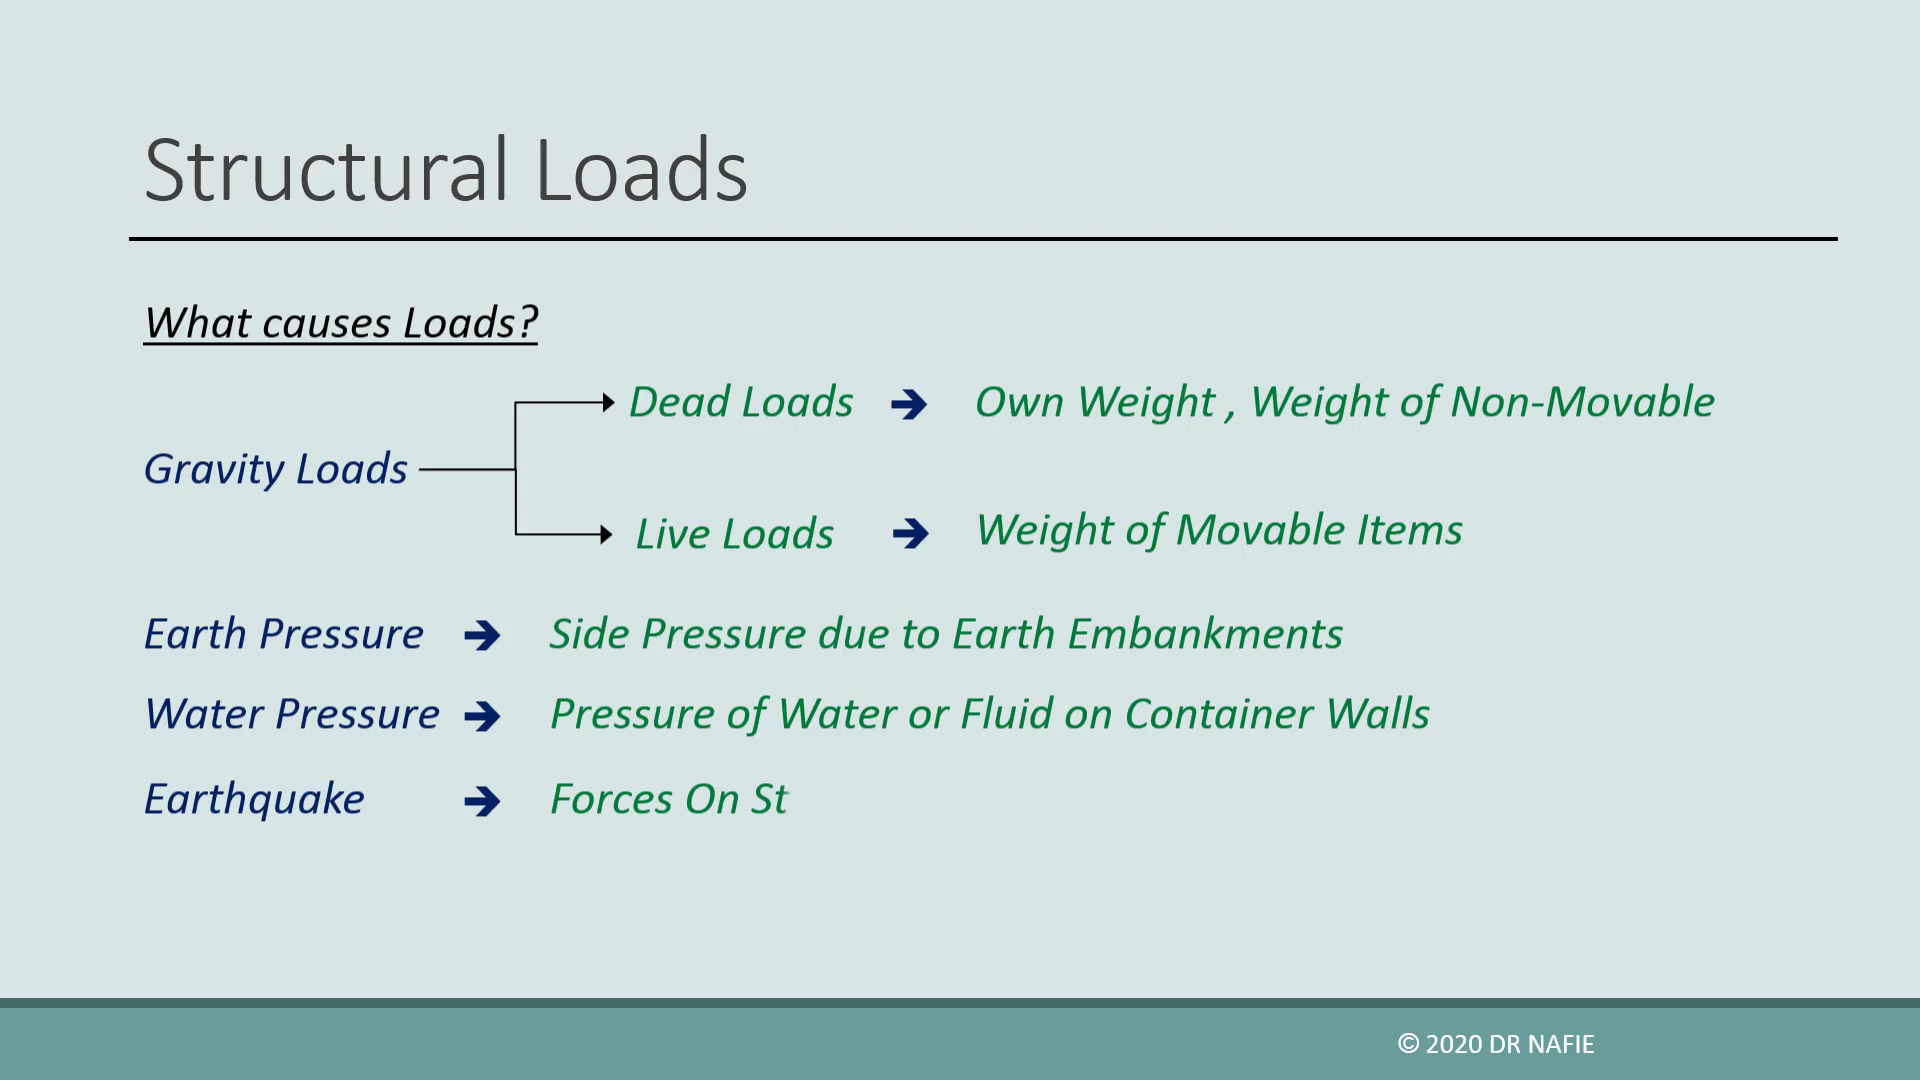 Structural Loads
What causes Loads?
Dead Loads ➔ Own Weight , Weight of Non-Movable
Gravity Loads
Live Loads ➔ Weight of Movable Items
Earth Pressure ➔ Side Pressure due to Earth Embankments
Water Pressure ➔ Pressure of Water or Fluid on Container Walls
Earthquake ➔ Forces On St
© 2020 DR NAFIE